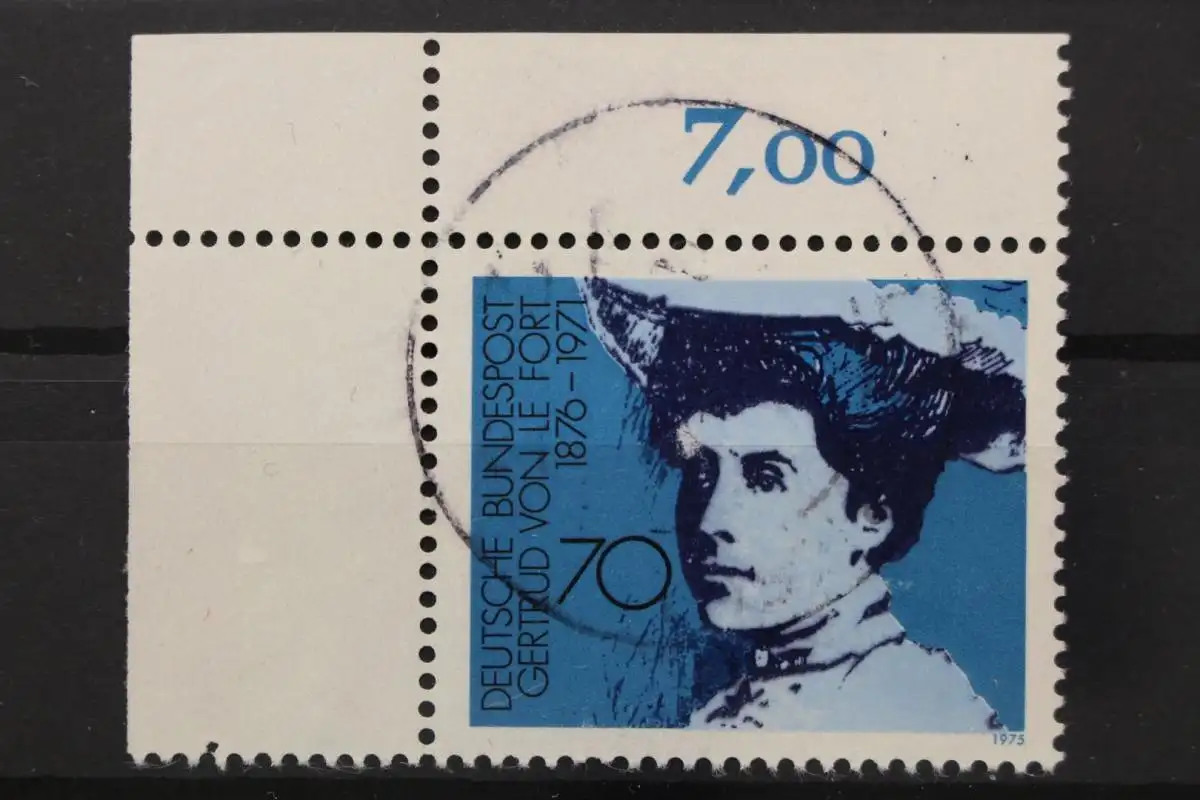 7,00
DEUTSCHE BUNDESPOST
GERTRUD VON LE FORT
1876–1971
70
1975